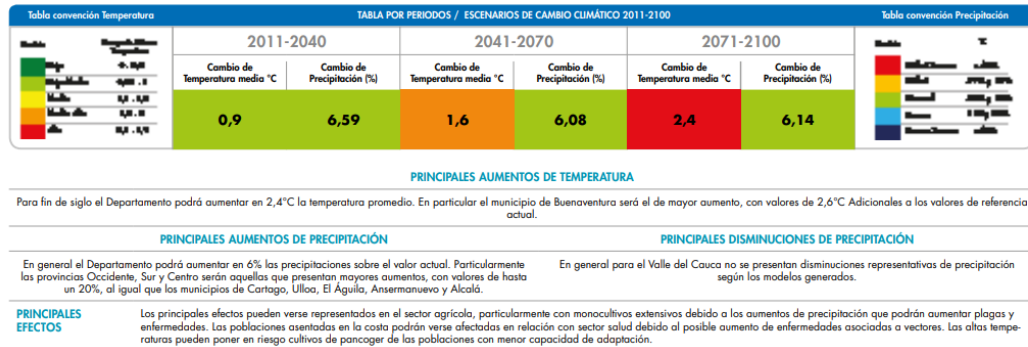 Tabla convención Temperatura
TABLA POR PERIODOS / ESCENARIOS DE CAMBIO CLIMÁTICO 2011-2100
Tabla convención Precipitación
2011-2040
2041-2070
2071-2100
Cambio de Temperatura media °C
Cambio de Precipitación (%)
Cambio de Temperatura media °C
Cambio de Precipitación (%)
Cambio de Temperatura media °C
Cambio de Precipitación (%)
0,9
6,59
1,6
6,08
2,4
6,14
PRINCIPALES AUMENTOS DE TEMPERATURA
Para fin de siglo el Departamento podrá aumentar en 2,4°C la temperatura promedio. En particular el municipio de Buenaventura será el de mayor aumento, con valores de 2,6°C Adicionales a los valores de referencia
actual.
PRINCIPALES AUMENTOS DE PRECIPITACIÓN
En general el Departamento podrá aumentar en 6% las precipitaciones sobre el valor actual. Particularmente
las provincias Occidente, Sur y Centro serán aquellas que presentan mayores aumentos, con valores de hasta
un 20%, al igual que los municipios de Cartago, Ulloa, El Águila, Ansermanuevo y Alcalá.
PRINCIPALES DISMINUCIONES DE PRECIPITACIÓN
En general para el Valle del Cauca no se presentan disminuciones representativas de precipitación
según los modelos generados.
PRINCIPALES
EFECTOS
Los principales efectos pueden verse representados en el sector agrícola, particularmente con monocultivos extensivos debido a los aumentos de precipitación que podrán aumentar plagas y
enfermedades. Las poblaciones asentadas en la costa podrán verse afectadas en relación con sector salud debido al posible aumento de enfermedades asociadas a vectores. Las altas tempe-
raturas pueden poner en riesgo cultivos de pancoger de las poblaciones con menor capacidad de adaptación.